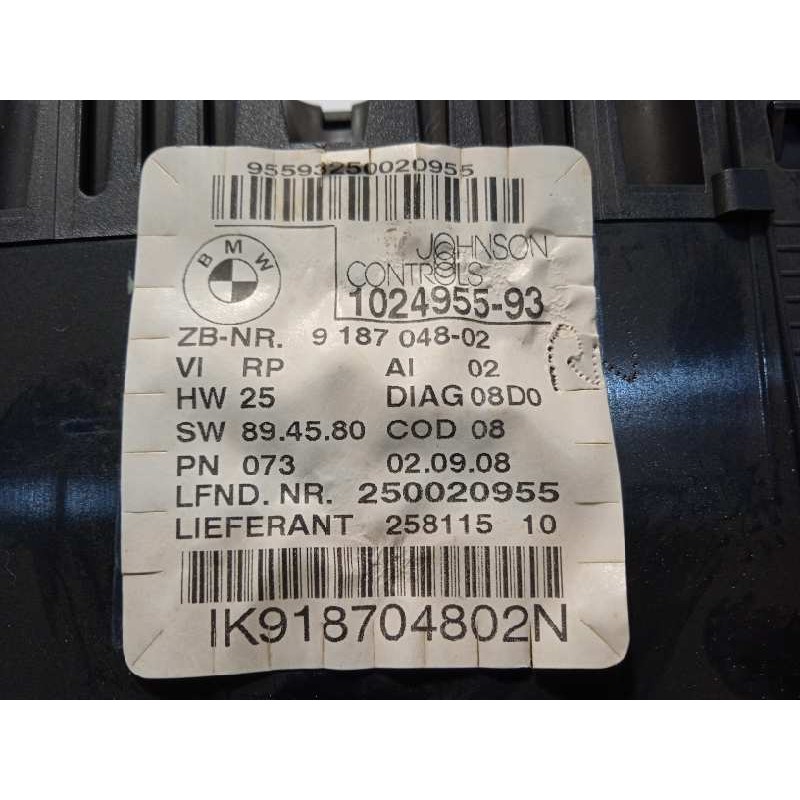 95593250020955
BMW
JOHNSON
CONTROLS
1024955-93
ZB-NR. 9 187 048-02
VI RP AI 02
HW 25 DIAG 08D0
SW 89.45.80 COD 08
PN 073 02.09.08
LFND. NR. 250020955
LIEFERANT 258115 10
IK918704802N